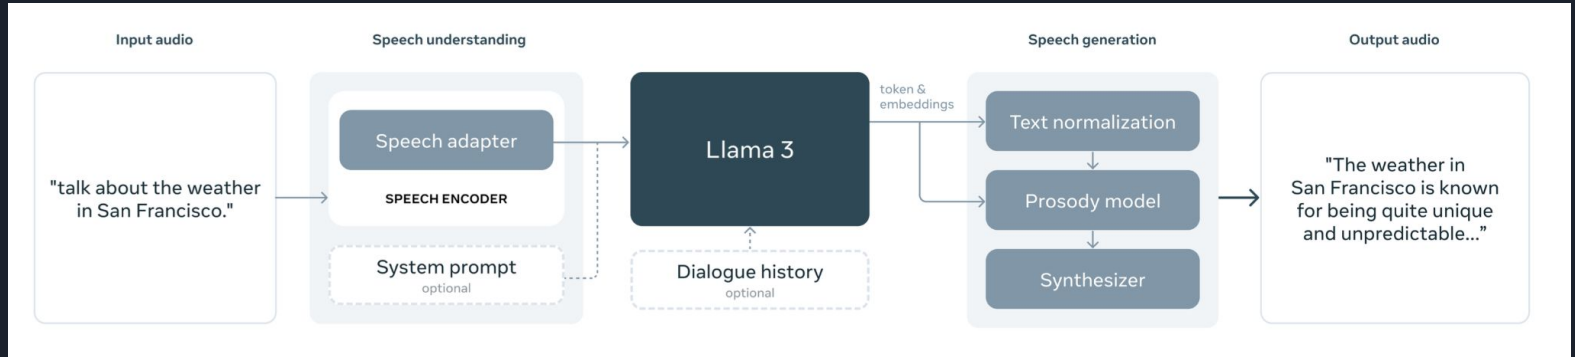 Input audio
Speech understanding
Speech generation
Output audio
"talk about the weather
in San Francisco."
Speech adapter
SPEECH ENCODER
System prompt
optional
Llama 3
Dialogue history
optional
token &
embeddings
Text normalization
Prosody model
Synthesizer
"The weather in
San Francisco is known
for being quite unique
and unpredictable...”